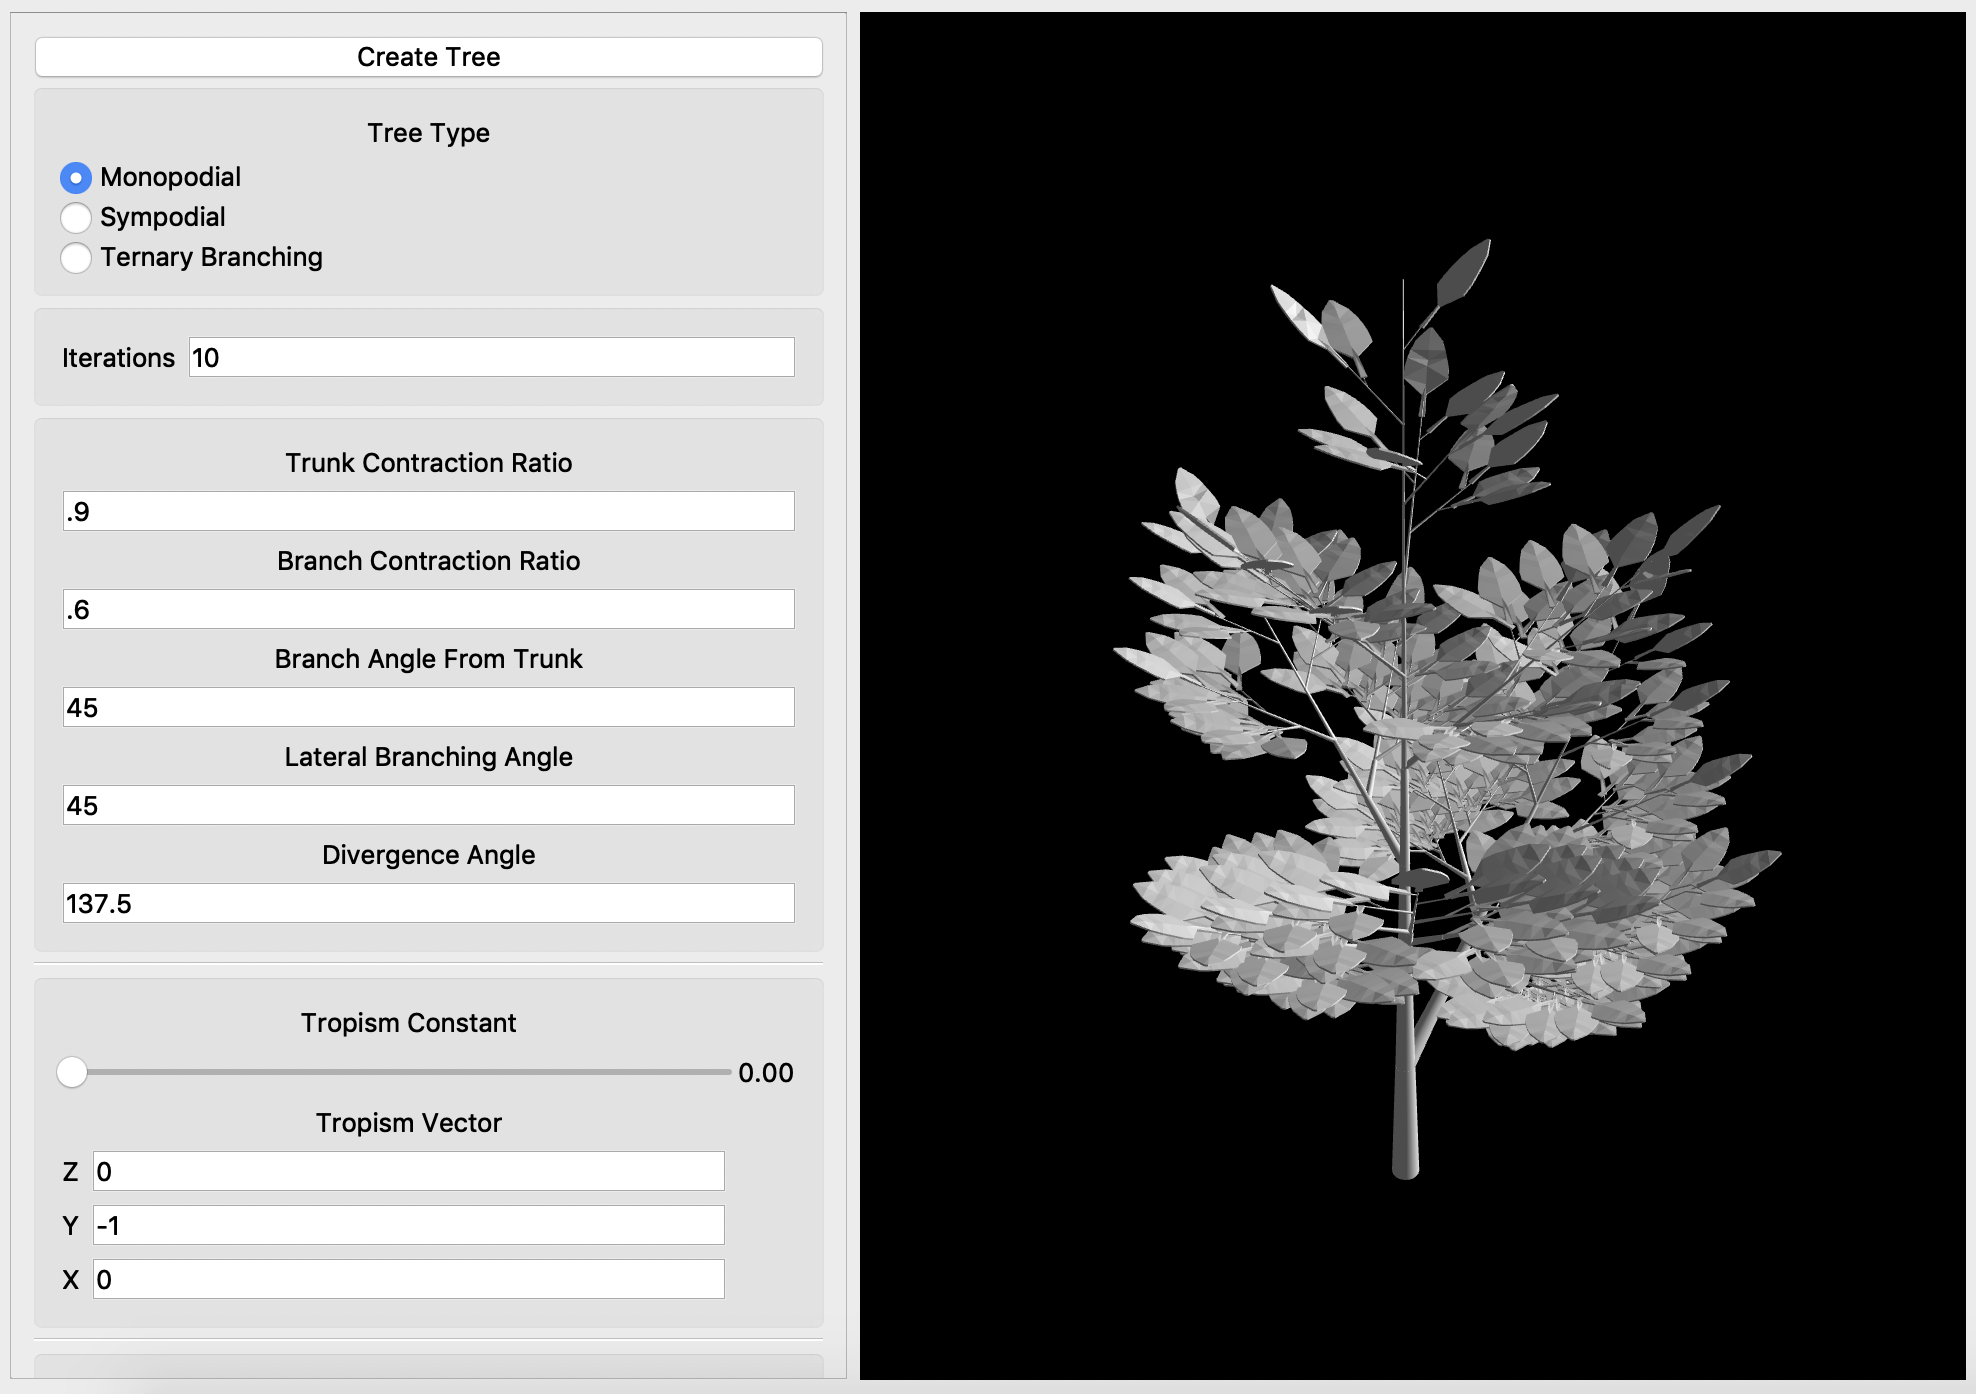 Create Tree
Tree Type
Monopodial
Sympodial
Ternary Branching
Iterations 10
Trunk Contraction Ratio
.9
Branch Contraction Ratio
.6
Branch Angle From Trunk
45
Lateral Branching Angle
45
Divergence Angle
137.5
Tropism Constant
0.00
Tropism Vector
Z 0
Y -1
X 0